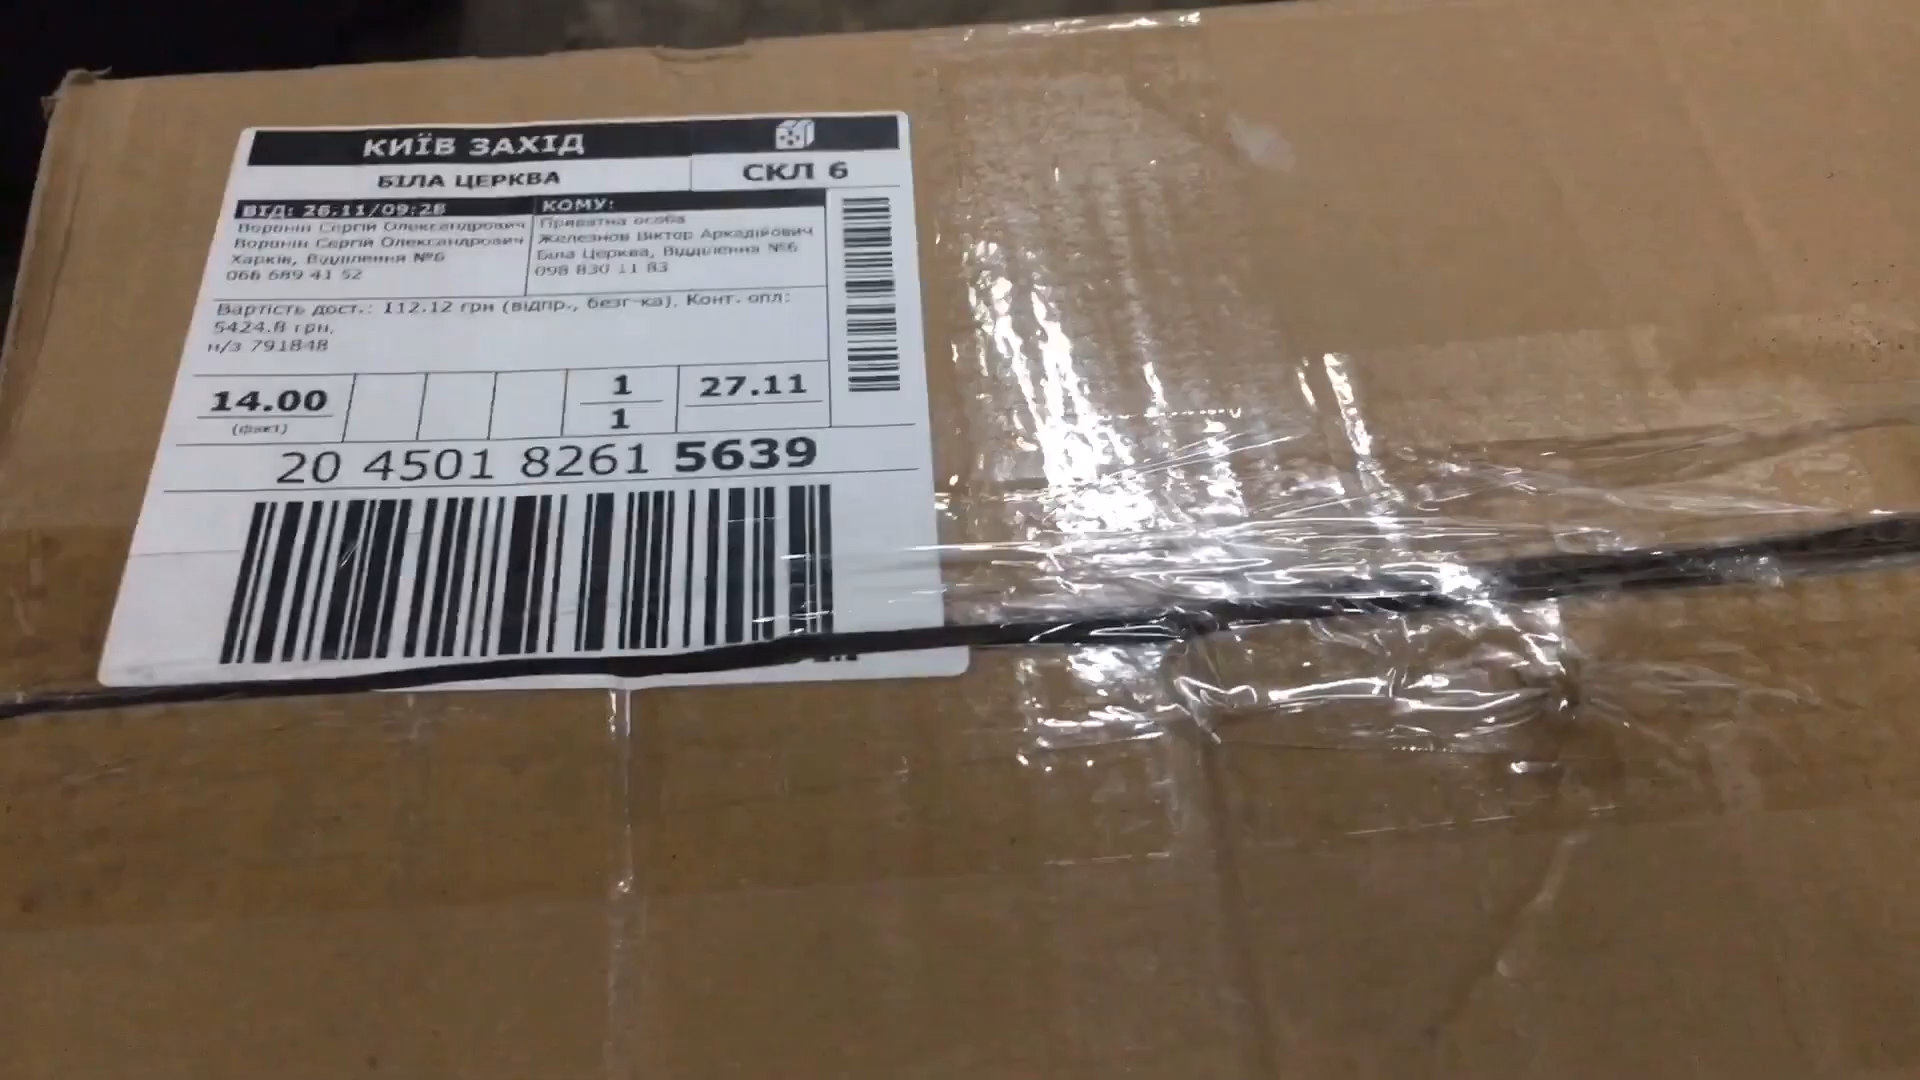 КИЇВ ЗАХІД
БІЛА ЦЕРКВА
СКЛ 6
ВІД: 26.11/09:28
Воронін Сергій Олександрович
Воронін Сергій Олександрович
Харків, Відділення №6
066 689 41 52
КОМУ:
Приватна особа
Железнов Віктор Аркадійович
Біла Церква, Відділення №6
098 830 11 83
Вартість дост.: 112.12 грн (відпр., безг-ка), Конт. опл:
5424.8 грн,
н/з 791848
14.00
(факт)
1
1
27.11
20 4501 8261 5639